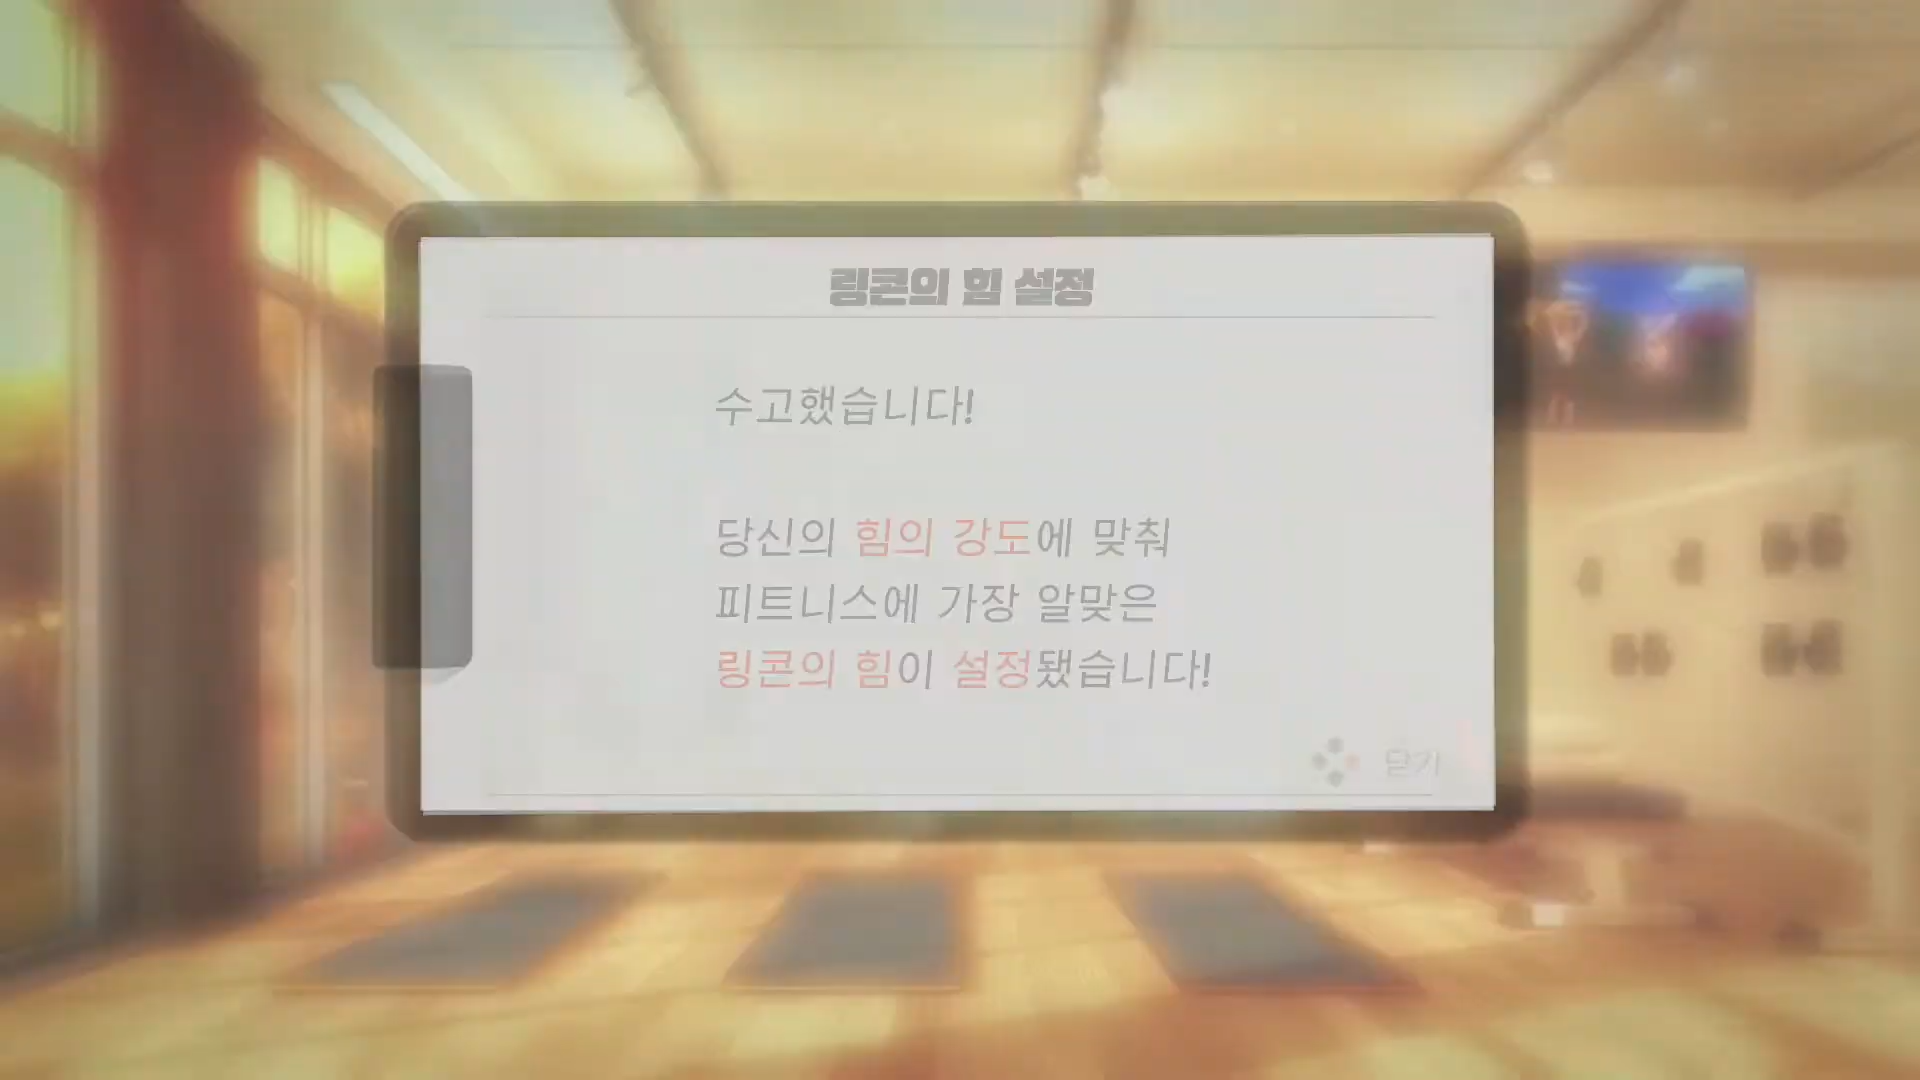 링콘의 힘 설정
수고했습니다!
당신의 힘의 강도에 맞춰
피트니스에 가장 알맞은
링콘의 힘이 설정됐습니다!
닫기